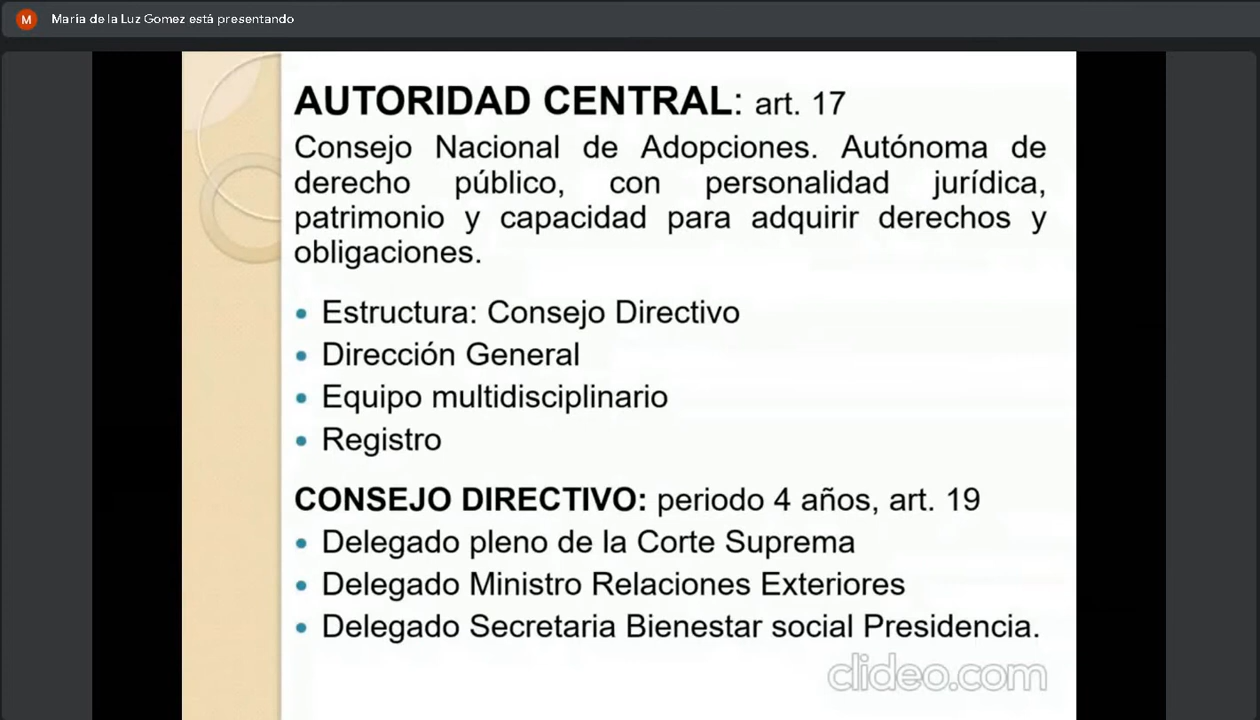 M
Maria de la Luz Gomez está presentando
AUTORIDAD CENTRAL: art. 17
Consejo Nacional de Adopciones. Autónoma de
derecho público, con personalidad jurídica,
patrimonio y capacidad para adquirir derechos y
obligaciones.
• Estructura: Consejo Directivo
• Dirección General
• Equipo multidisciplinario
• Registro
CONSEJO DIRECTIVO: periodo 4 años, art. 19
• Delegado pleno de la Corte Suprema
• Delegado Ministro Relaciones Exteriores
• Delegado Secretaria Bienestar social Presidencia.
clideo.com